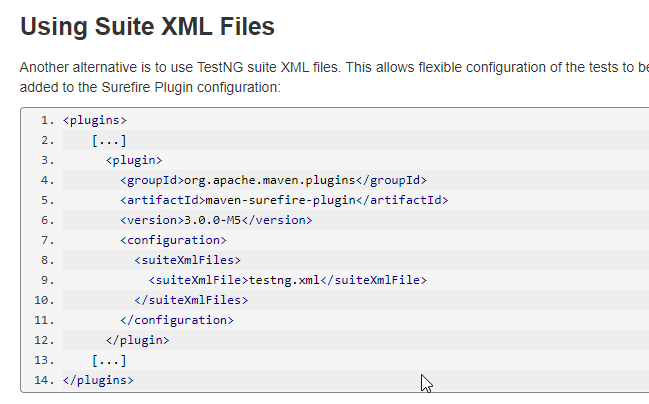 Using Suite XML Files
Another alternative is to use TestNG suite XML files. This allows flexible configuration of the tests to be
added to the Surefire Plugin configuration:
1. <plugins>
2.     [...]
3.       <plugin>
4.         <groupId>org.apache.maven.plugins</groupId>
5.         <artifactId>maven-surefire-plugin</artifactId>
6.         <version>3.0.0-M5</version>
7.         <configuration>
8.           <suiteXmlFiles>
9.             <suiteXmlFile>testng.xml</suiteXmlFile>
10.           </suiteXmlFiles>
11.         </configuration>
12.       </plugin>
13.     [...]
14. </plugins>